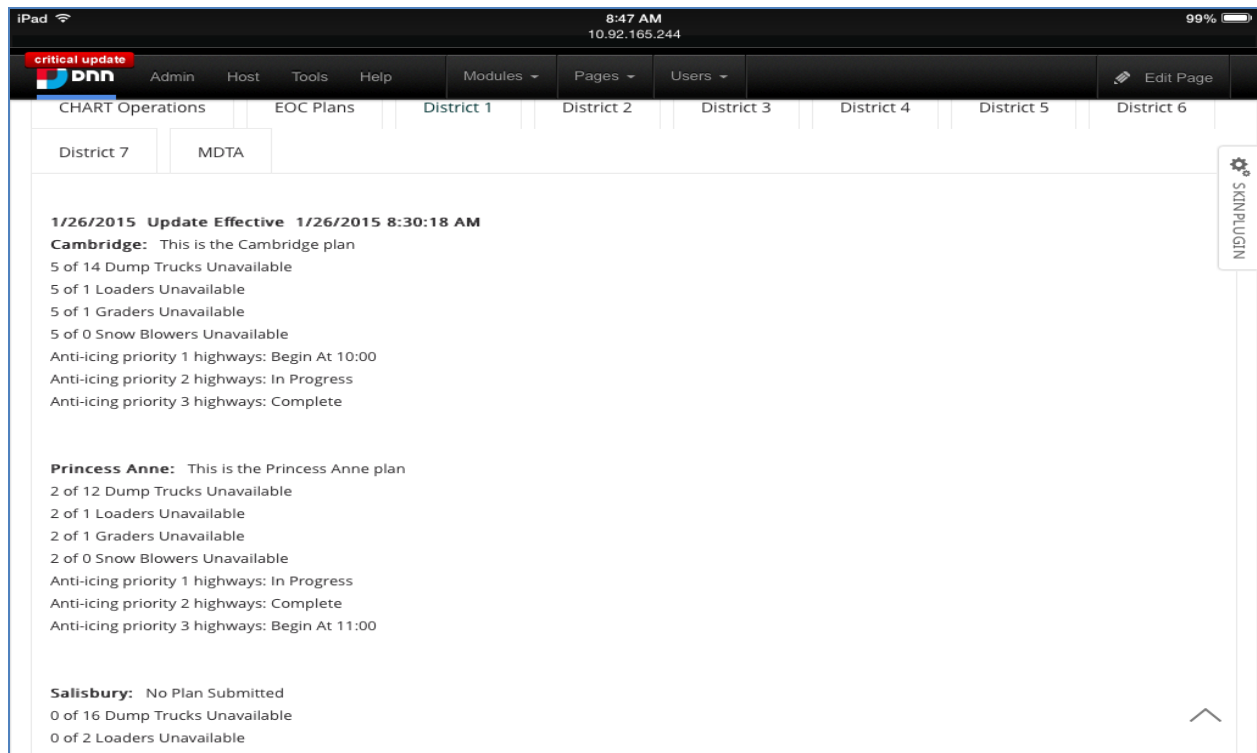 iPad 8:47 AM 99%
10.92.165.244
critical update
DNN Admin Host Tools Help Modules Pages Users Edit Page
CHART Operations EOC Plans District 1 District 2 District 3 District 4 District 5 District 6
District 7 MDTA
SKINPLUGIN
1/26/2015 Update Effective 1/26/2015 8:30:18 AM
Cambridge: This is the Cambridge plan
5 of 14 Dump Trucks Unavailable
5 of 1 Loaders Unavailable
5 of 1 Graders Unavailable
5 of 0 Snow Blowers Unavailable
Anti-icing priority 1 highways: Begin At 10:00
Anti-icing priority 2 highways: In Progress
Anti-icing priority 3 highways: Complete
Princess Anne: This is the Princess Anne plan
2 of 12 Dump Trucks Unavailable
2 of 1 Loaders Unavailable
2 of 1 Graders Unavailable
2 of 0 Snow Blowers Unavailable
Anti-icing priority 1 highways: In Progress
Anti-icing priority 2 highways: Complete
Anti-icing priority 3 highways: Begin At 11:00
Salisbury: No Plan Submitted
0 of 16 Dump Trucks Unavailable
0 of 2 Loaders Unavailable